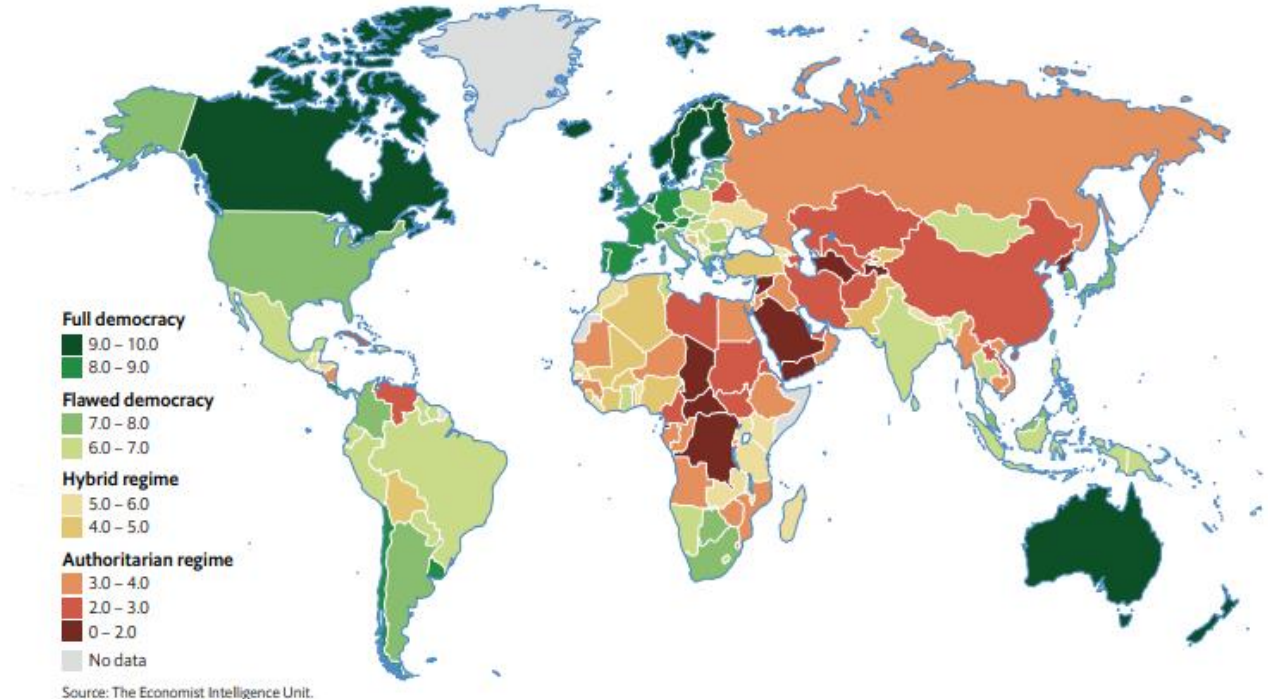 Full democracy
9.0 – 10.0
8.0 – 9.0
Flawed democracy
7.0 – 8.0
6.0 – 7.0
Hybrid regime
5.0 – 6.0
4.0 – 5.0
Authoritarian regime
3.0 – 4.0
2.0 – 3.0
0 – 2.0
No data
Source: The Economist Intelligence Unit.